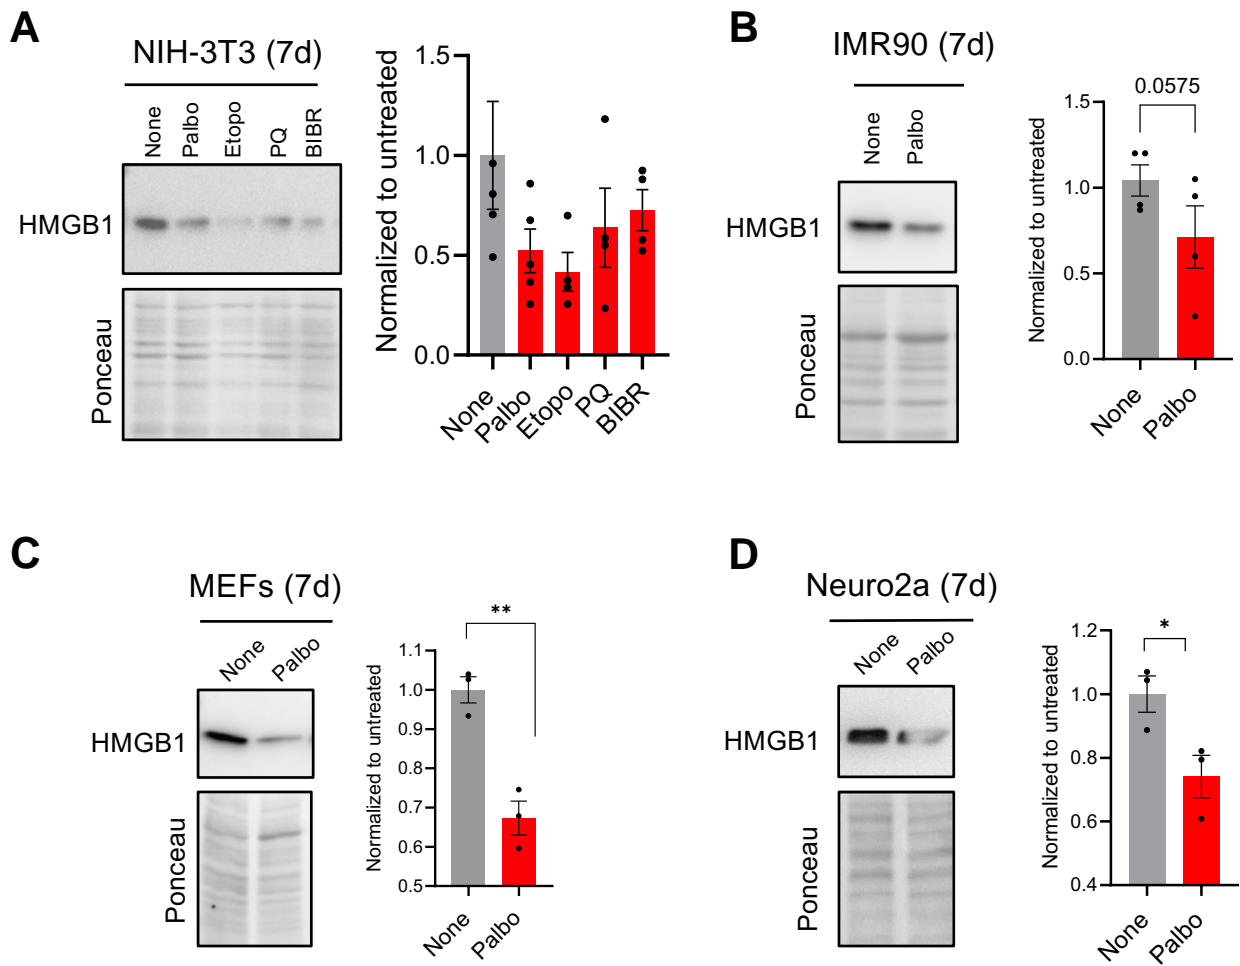 A
NIH-3T3 (7d)
None
Palbo
Etopo
PQ
BIBR
HMGB1
Ponceau
Normalized to untreated
1.5
1.0
0.5
0.0
None
Palbo
Etopo
PQ
BIBR
B
IMR90 (7d)
None
Palbo
HMGB1
Ponceau
Normalized to untreated
0.0575
1.5
1.0
0.5
0.0
None
Palbo
C
MEFs (7d)
None
Palbo
HMGB1
Ponceau
Normalized to untreated
**
1.1
1.0
0.9
0.8
0.7
0.6
0.5
None
Palbo
D
Neuro2a (7d)
None
Palbo
HMGB1
Ponceau
Normalized to untreated
*
1.2
1.0
0.8
0.6
0.4
None
Palbo